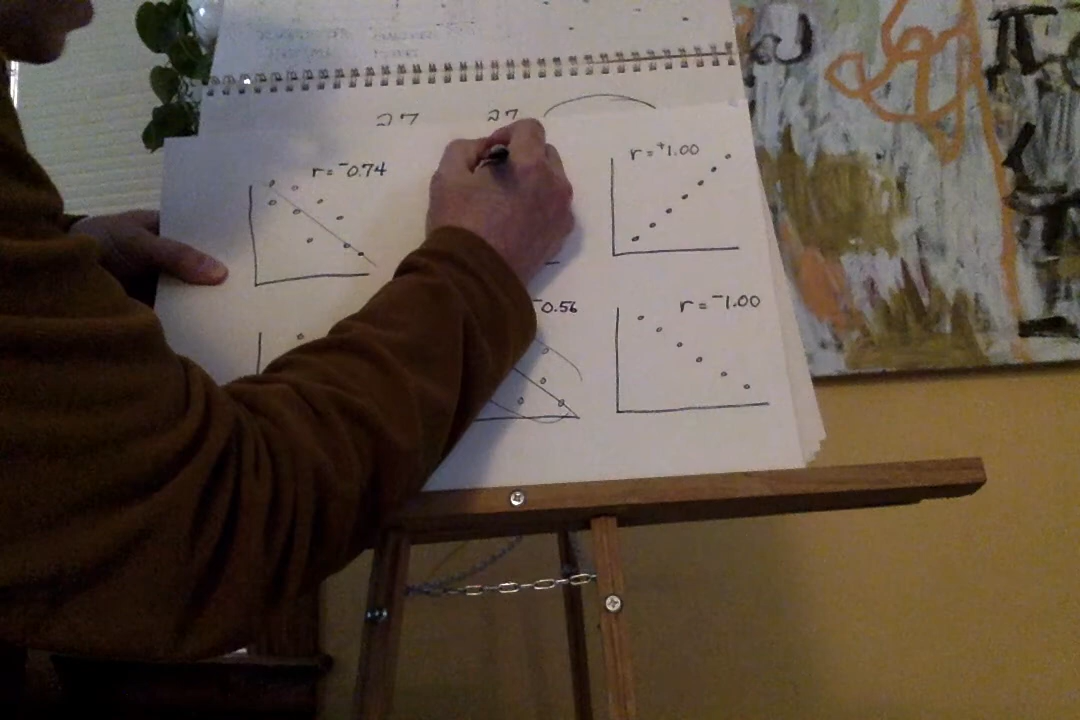 27 27
r = -0.74
r = +1.00
-0.56
r = -1.00
π